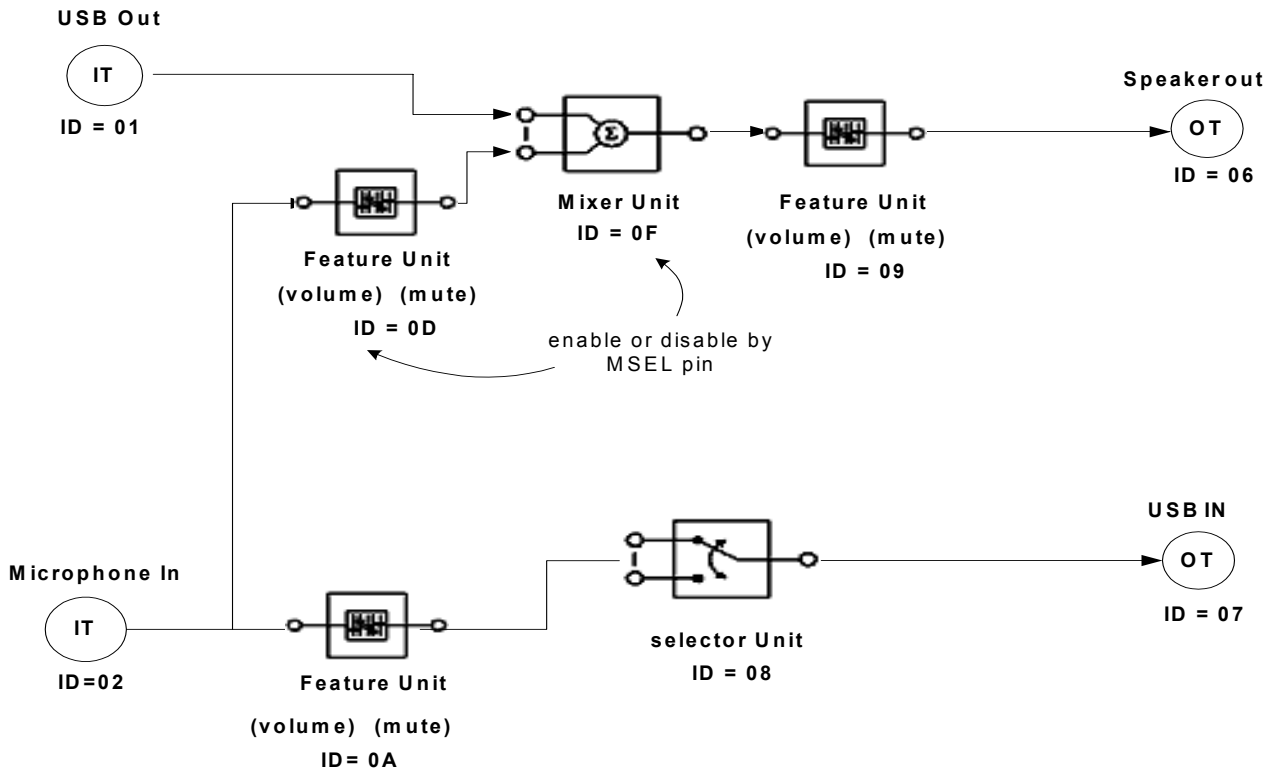 USB Out
IT
ID = 01
Speakerout
OT
ID = 06
Σ
Mixer Unit
ID = 0F
Feature Unit
(volume) (mute)
ID = 09
Feature Unit
(volume) (mute)
ID = 0D
enable or disable by
MSEL pin
USB IN
OT
ID = 07
Microphone In
IT
ID=02
selector Unit
ID = 08
Feature Unit
(volume) (mute)
ID= 0A